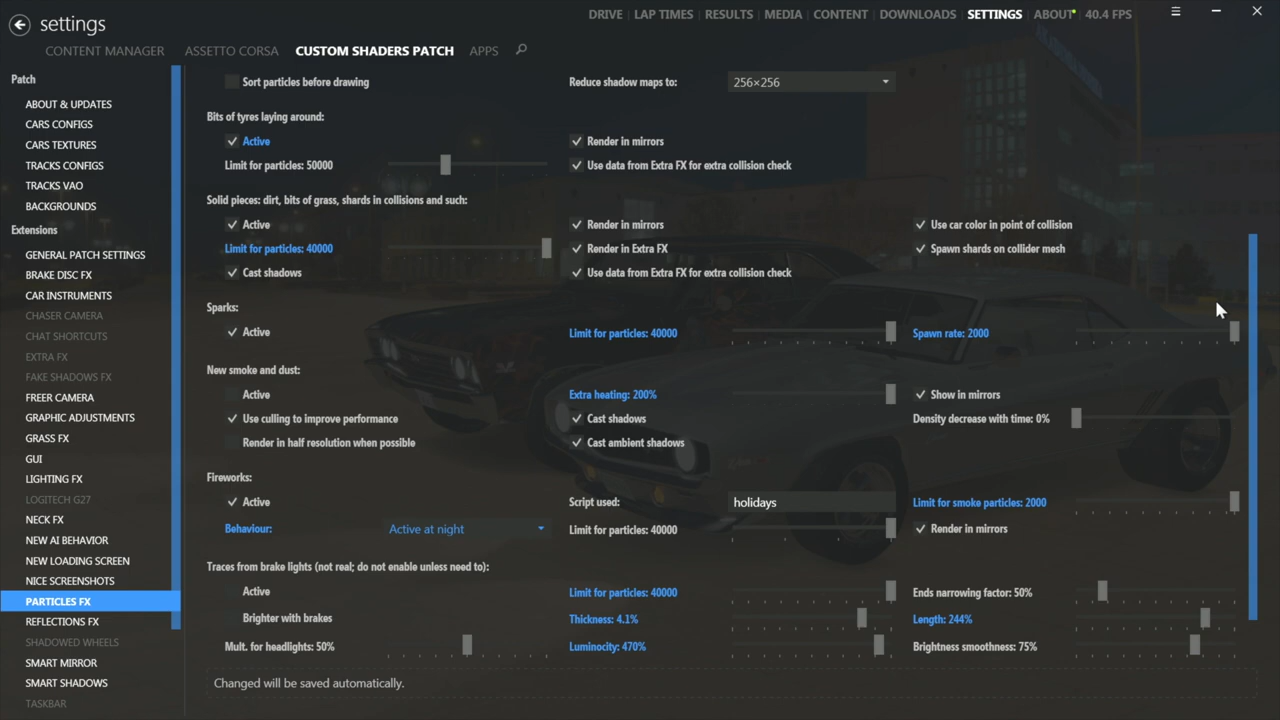 settings
DRIVE LAP TIMES RESULTS MEDIA CONTENT DOWNLOADS SETTINGS ABOUT 40.4 FPS
CONTENT MANAGER ASSETTO CORSA CUSTOM SHADERS PATCH APPS
Patch
ABOUT & UPDATES
CARS CONFIGS
CARS TEXTURES
TRACKS CONFIGS
TRACKS VAO
BACKGROUNDS
Extensions
GENERAL PATCH SETTINGS
BRAKE DISC FX
CAR INSTRUMENTS
CHASER CAMERA
CHAT SHORTCUTS
EXTRA FX
FAKE SHADOWS FX
FREER CAMERA
GRAPHIC ADJUSTMENTS
GRASS FX
GUI
LIGHTING FX
LOGITECH G27
NECK FX
NEW AI BEHAVIOR
NEW LOADING SCREEN
NICE SCREENSHOTS
PARTICLES FX
REFLECTIONS FX
SHADOWED WHEELS
SMART MIRROR
SMART SHADOWS
TASKBAR
Sort particles before drawing Reduce shadow maps to: 256×256
Bits of tyres laying around:
Active Render in mirrors
Limit for particles: 50000 Use data from Extra FX for extra collision check
Solid pieces: dirt, bits of grass, shards in collisions and such:
Active Render in mirrors Use car color in point of collision
Limit for particles: 40000 Render in Extra FX Spawn shards on collider mesh
Cast shadows Use data from Extra FX for extra collision check
Sparks:
Active Limit for particles: 40000 Spawn rate: 2000
New smoke and dust:
Active Extra heating: 200% Show in mirrors
Use culling to improve performance Cast shadows Density decrease with time: 0%
Render in half resolution when possible Cast ambient shadows
Fireworks:
Active Script used: holidays Limit for smoke particles: 2000
Behaviour: Active at night Limit for particles: 40000 Render in mirrors
Traces from brake lights (not real; do not enable unless need to):
Active Limit for particles: 40000 Ends narrowing factor: 50%
Brighter with brakes Thickness: 4.1% Length: 244%
Mult. for headlights: 50% Luminocity: 470% Brightness smoothness: 75%
Changed will be saved automatically.